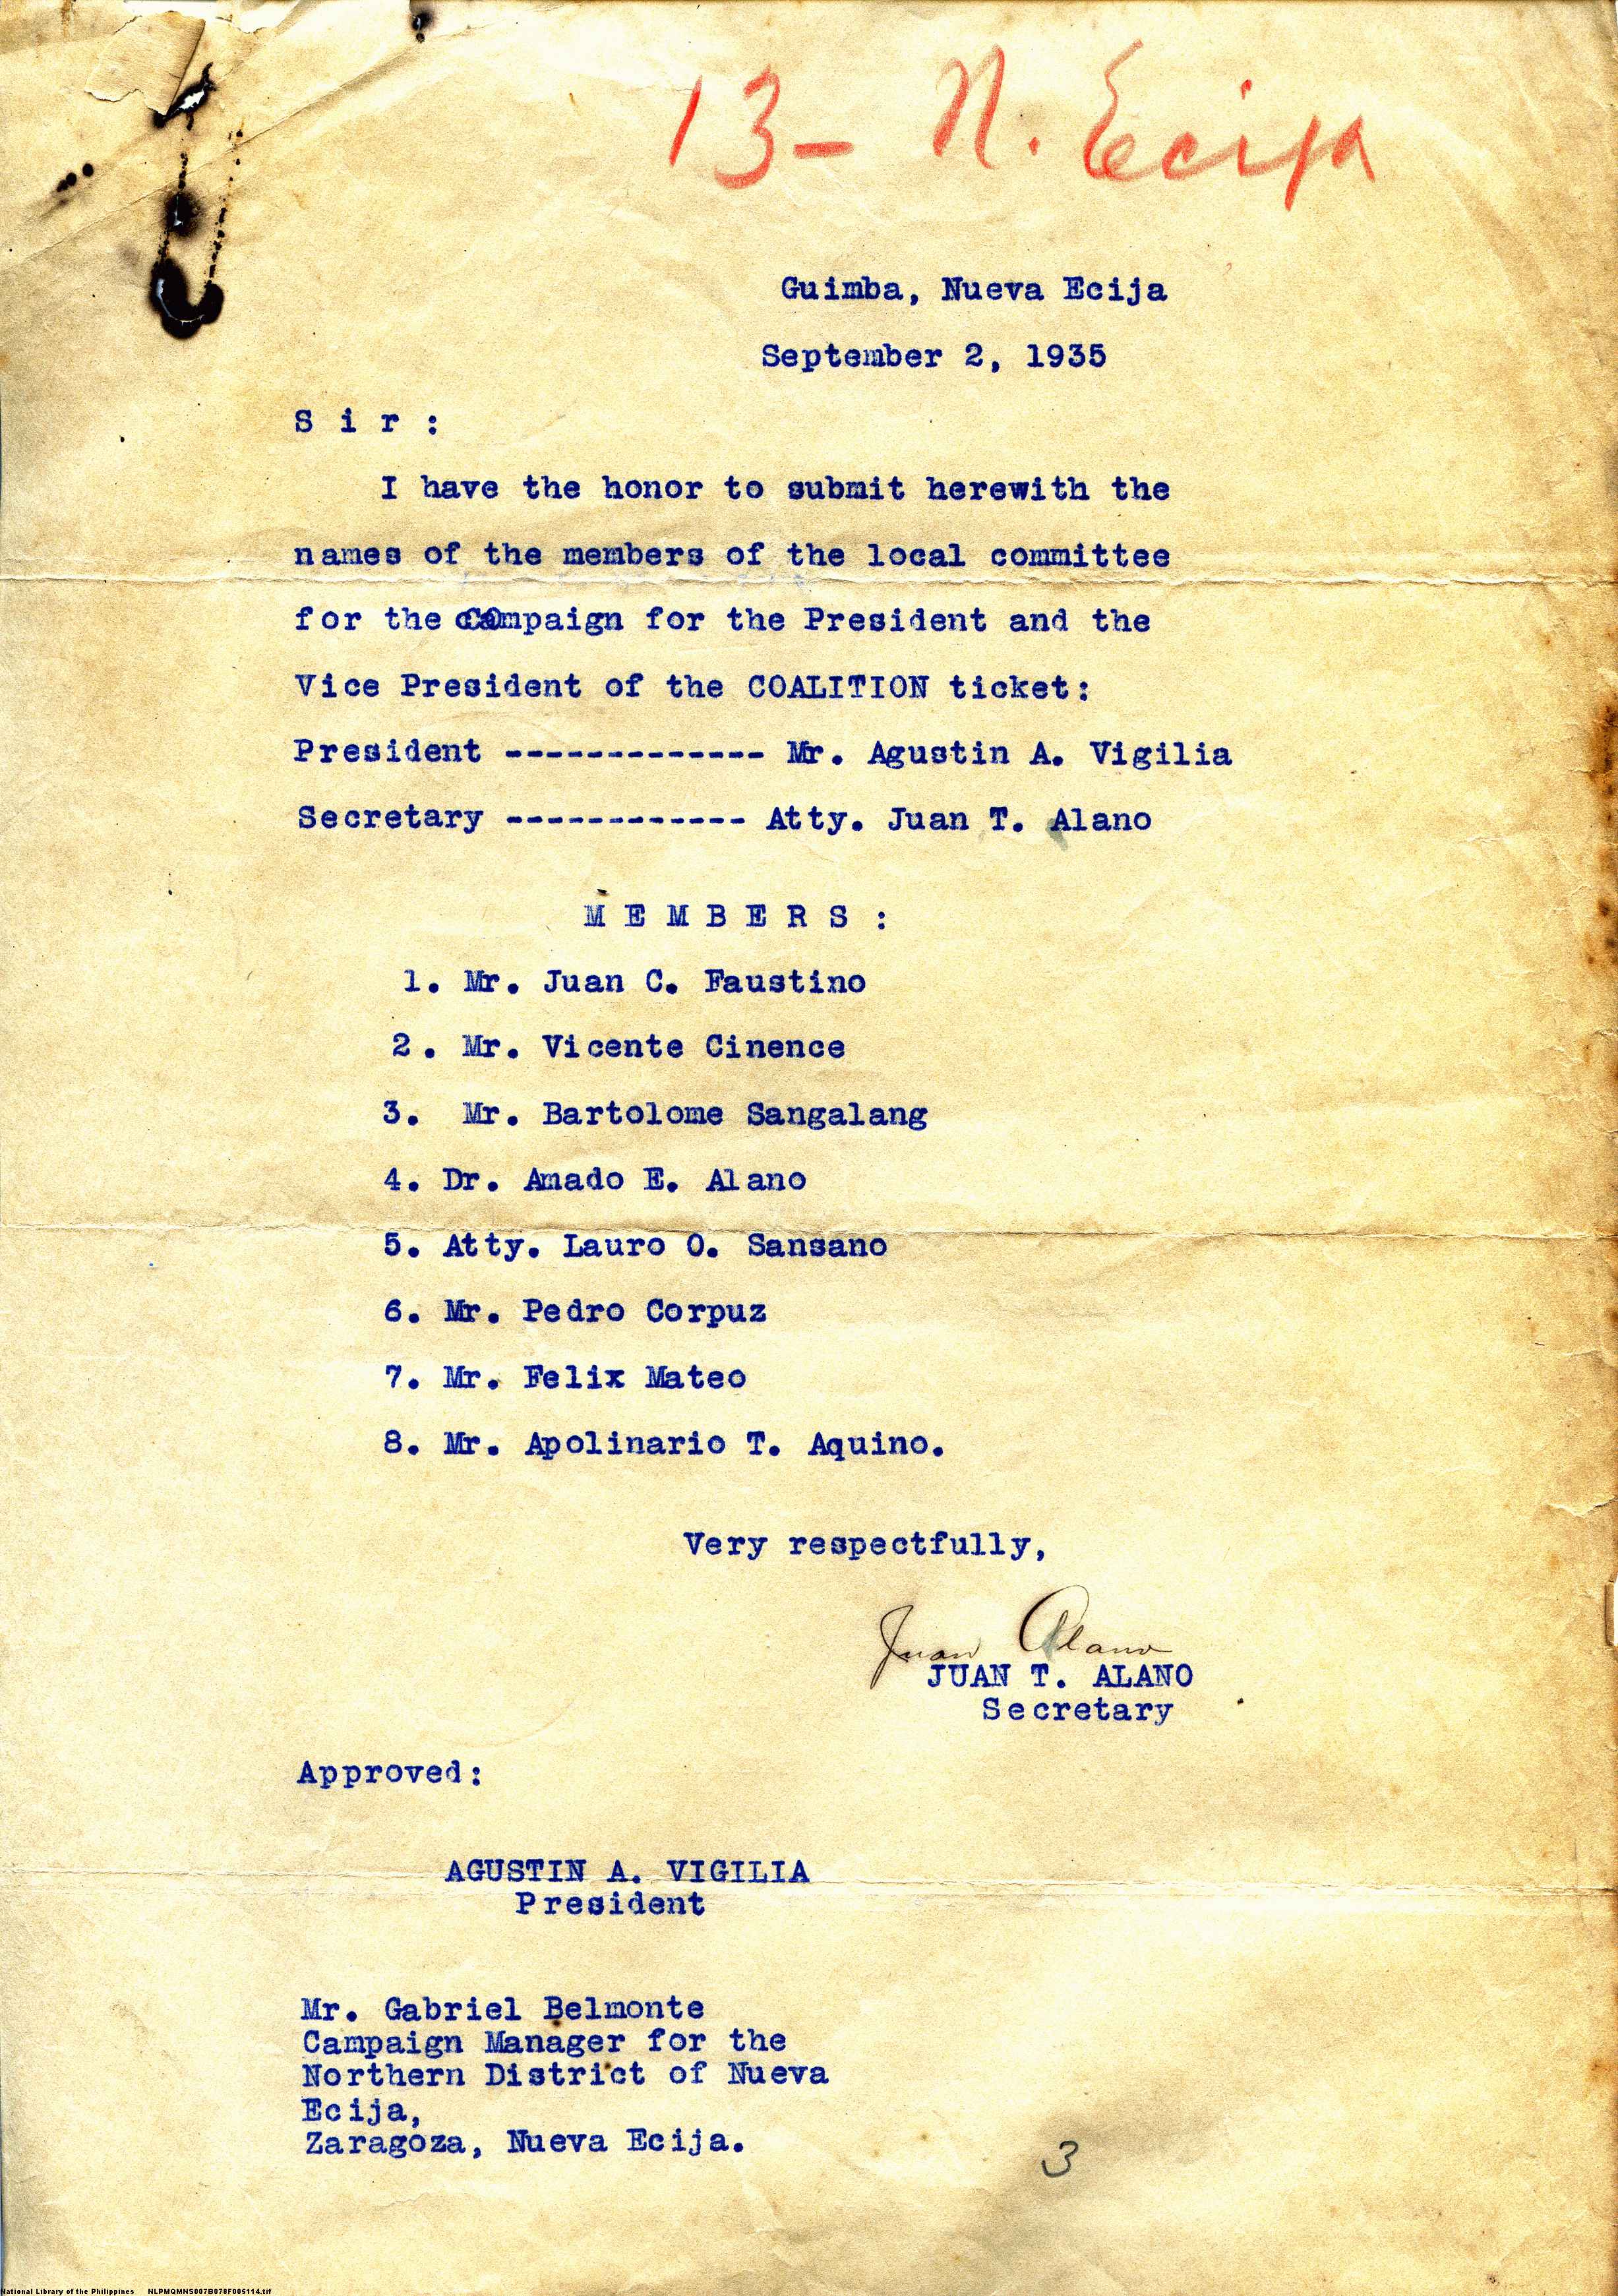 13- N. Ecija
Guimba, Nueva Ecija
September 2, 1935
S i r :
I have the honor to submit herewith the
names of the members of the local committee
for the campaign for the President and the
Vice President of the COALITION ticket:
President ------------- Mr. Agustin A. Vigilia
Secretary ------------ Atty. Juan T. Alano
M E M B E R S :
1. Mr. Juan C. Faustino
2. Mr. Vicente Cinence
3. Mr. Bartolome Sangalang
4. Dr. Amado E. Alano
5. Atty. Lauro O. Sansano
6. Mr. Pedro Corpuz
7. Mr. Felix Mateo
8. Mr. Apolinario T. Aquino.
Very respectfully,
Juan Alano
JUAN T. ALANO
Secretary
Approved:
AGUSTIN A. VIGILIA
President
Mr. Gabriel Belmonte
Campaign Manager for the
Northern District of Nueva
Ecija,
Zaragoza, Nueva Ecija.
3
National Library of the Philippines NLPMQMNS007B078F005114.tif